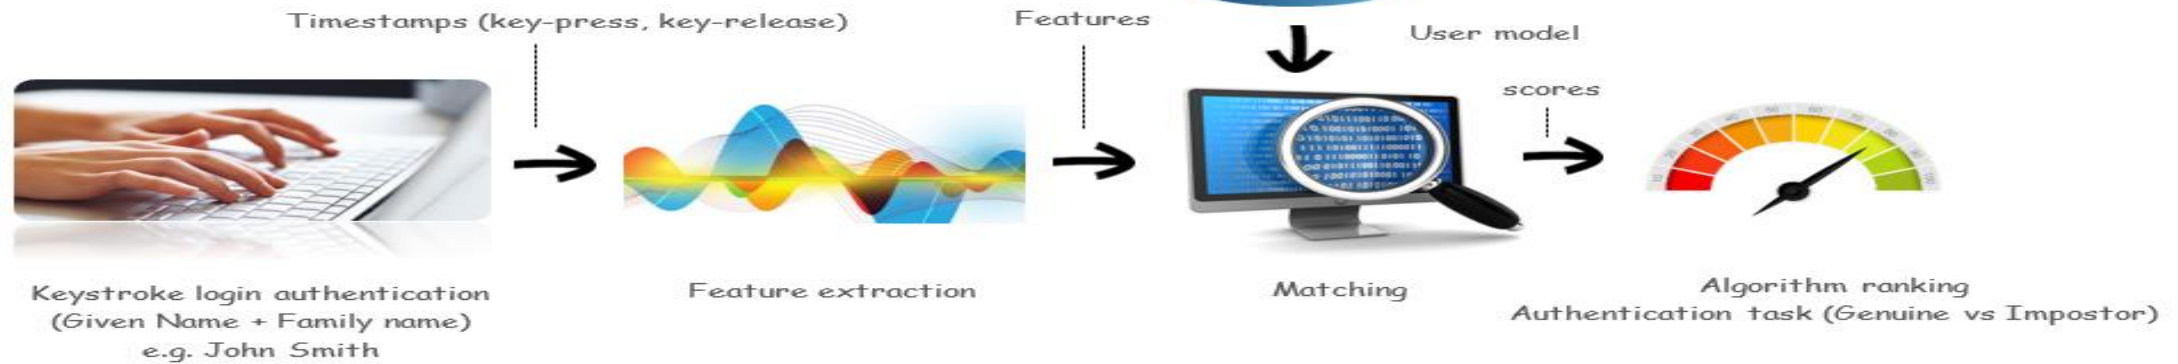 Timestamps (key-press, key-release)
Features
User model
scores
Keystroke login authentication
(Given Name + Family name)
e.g. John Smith
Feature extraction
Matching
Algorithm ranking
Authentication task (Genuine vs Impostor)